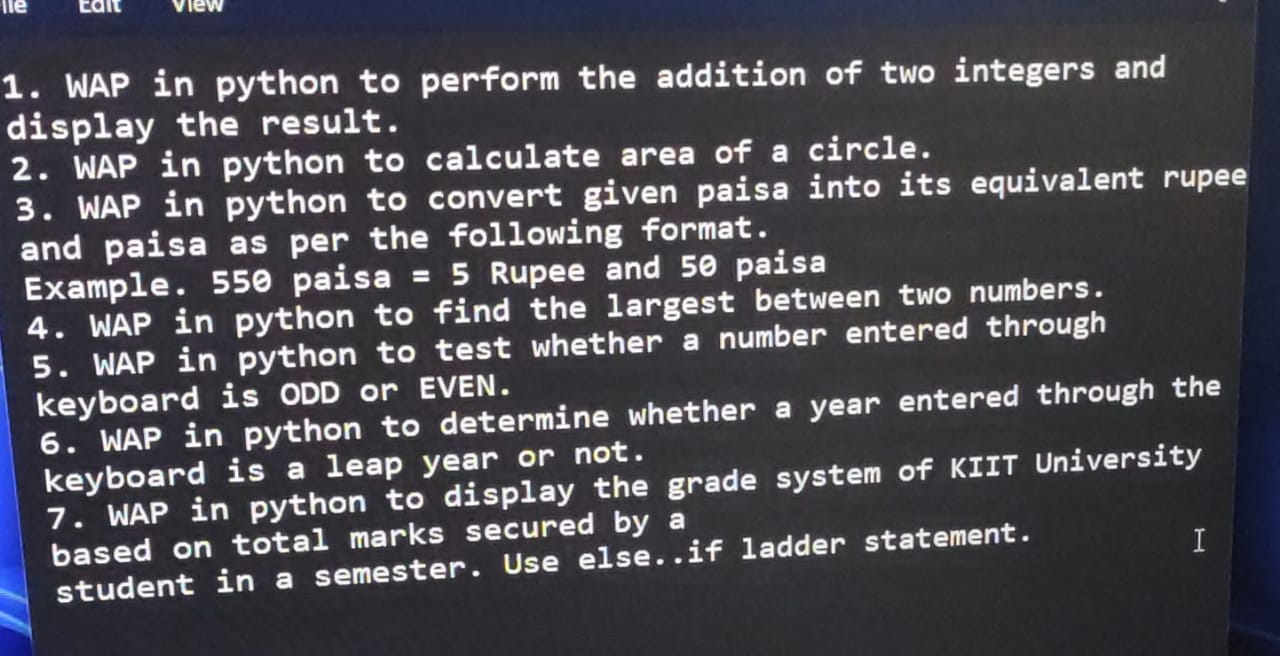 File Edit View
1. WAP in python to perform the addition of two integers and
display the result.
2. WAP in python to calculate area of a circle.
3. WAP in python to convert given paisa into its equivalent rupee
and paisa as per the following format.
Example. 550 paisa = 5 Rupee and 50 paisa
4. WAP in python to find the largest between two numbers.
5. WAP in python to test whether a number entered through
keyboard is ODD or EVEN.
6. WAP in python to determine whether a year entered through the
keyboard is a leap year or not.
7. WAP in python to display the grade system of KIIT University
based on total marks secured by a
student in a semester. Use else..if ladder statement.